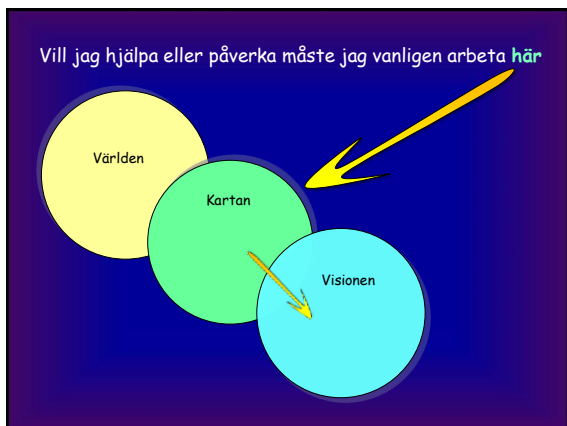 Vill jag hjälpa eller påverka måste jag vanligen arbeta här
Världen
Kartan
Visionen